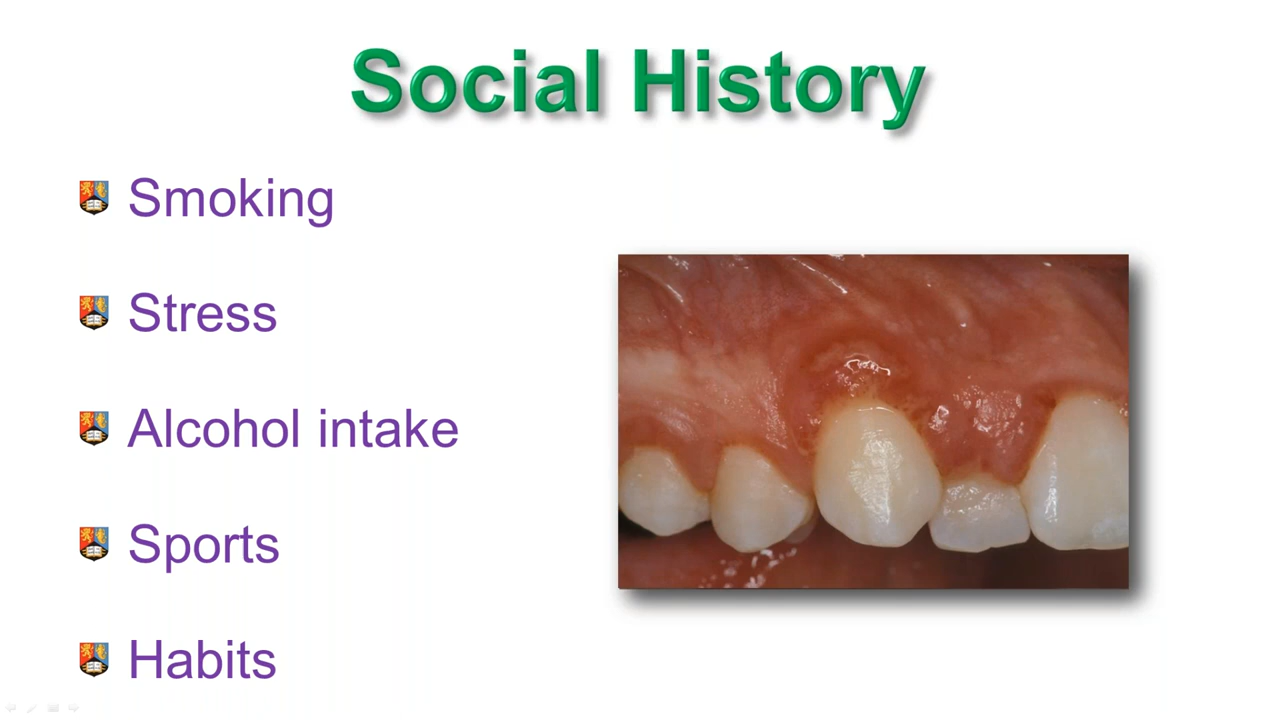 Social History
Smoking
Stress
Alcohol intake
Sports
Habits